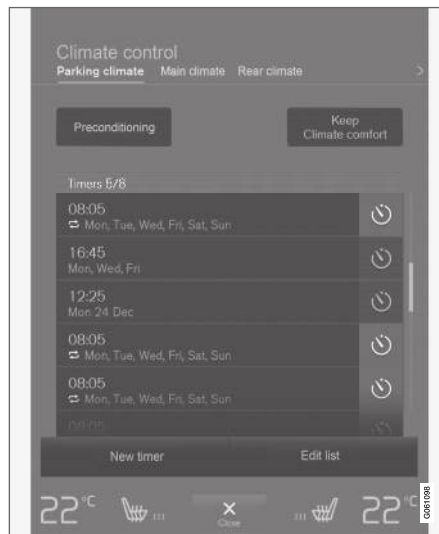 Climate control
Parking climate Main climate Rear climate
Preconditioning
Keep
Climate comfort
Timers 5/8
08:05
Mon, Tue, Wed, Fri, Sat, Sun
16:45
Mon, Wed, Fri
12:25
Mon 24 Dec
08:05
Mon, Tue, Wed, Fri, Sat, Sun
08:05
Mon, Tue, Wed, Fri, Sat, Sun
08:05
New timer Edit list
22°C 22°C
Close
G061098